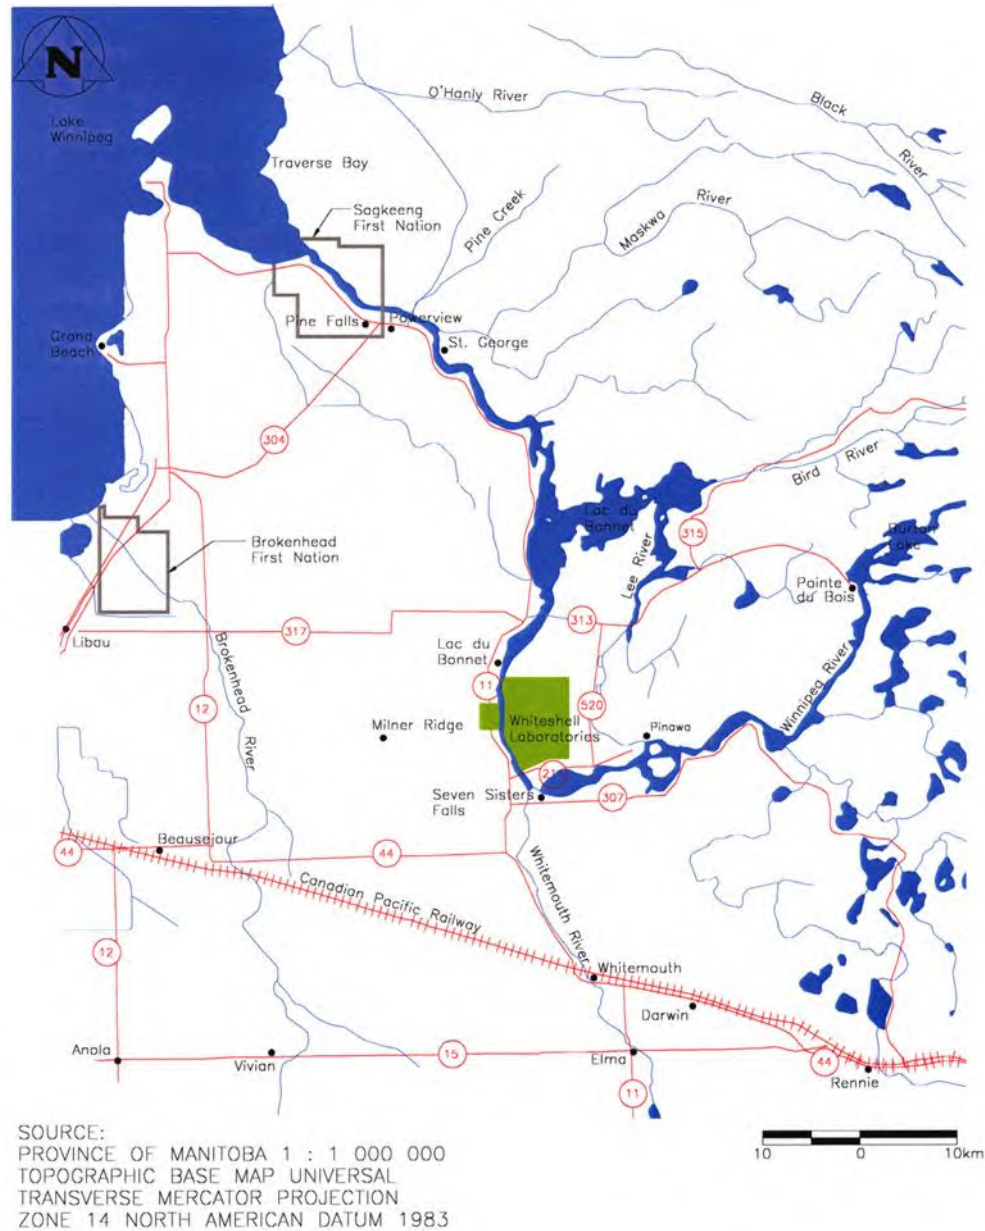 N
O'Hanly River
Black
River
Lake
Winnipeg
Traverse Bay
Sagkeeng
First Nation
Pine Creek
Maskwa
River
Pine Falls
Powerview
St. George
Grand
Beach
304
Bird River
Lac du
Bonnet
Burton
Lake
315
Lee River
Brokenhead
First Nation
Pointe
du Bois
317
313
Libau
Brokenhead
River
Lac du
Bonnet
11
12
520
Winnipeg River
Milner Ridge
Whiteshell
Laboratories
Pinawa
211
Seven Sisters
Falls
307
Beausejour
44
44
Canadian Pacific Railway
Whitemouth
River
12
Whitemouth
Darwin
Anola
Vivian
15
Elma
44
Rennie
11
SOURCE:
PROVINCE OF MANITOBA 1 : 1 000 000
TOPOGRAPHIC BASE MAP UNIVERSAL
TRANSVERSE MERCATOR PROJECTION
ZONE 14 NORTH AMERICAN DATUM 1983
10 0 10km